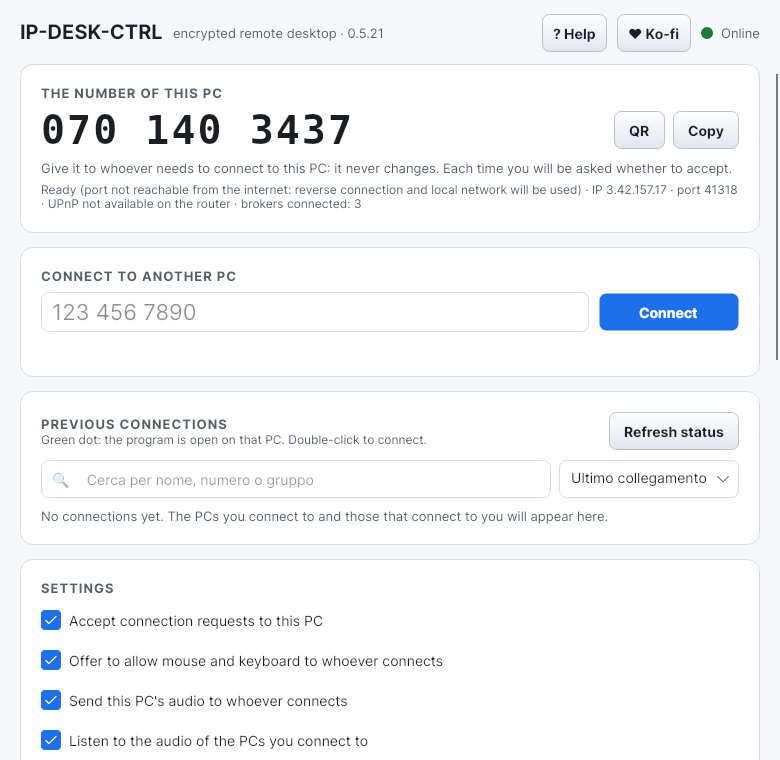 IP-DESK-CTRL encrypted remote desktop · 0.5.21 ? Help ♥ Ko-fi Online
THE NUMBER OF THIS PC
070 140 3437 QR Copy
Give it to whoever needs to connect to this PC: it never changes. Each time you will be asked whether to accept.
Ready (port not reachable from the internet: reverse connection and local network will be used) · IP 3.42.157.17 · port 41318
· UPnP not available on the router · brokers connected: 3
CONNECT TO ANOTHER PC
123 456 7890 Connect
PREVIOUS CONNECTIONS
Green dot: the program is open on that PC. Double-click to connect.
Refresh status
Cerca per nome, numero o gruppo Ultimo collegamento
No connections yet. The PCs you connect to and those that connect to you will appear here.
SETTINGS
Accept connection requests to this PC
Offer to allow mouse and keyboard to whoever connects
Send this PC's audio to whoever connects
Listen to the audio of the PCs you connect to